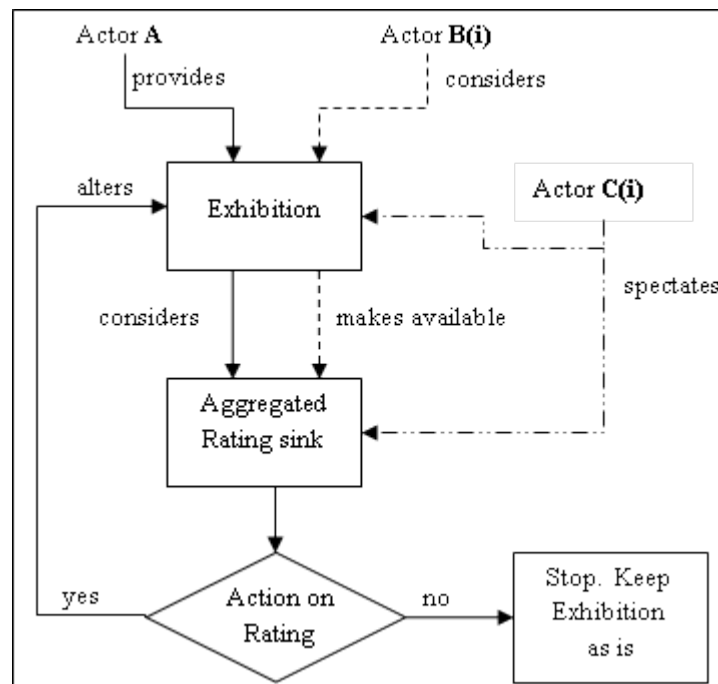 Actor A
Actor B(i)
provides
considers
alters
Exhibition
Actor C(i)
spectates
considers
makes available
Aggregated
Rating sink
yes
Action on
Rating
no
Stop. Keep
Exhibition
as is